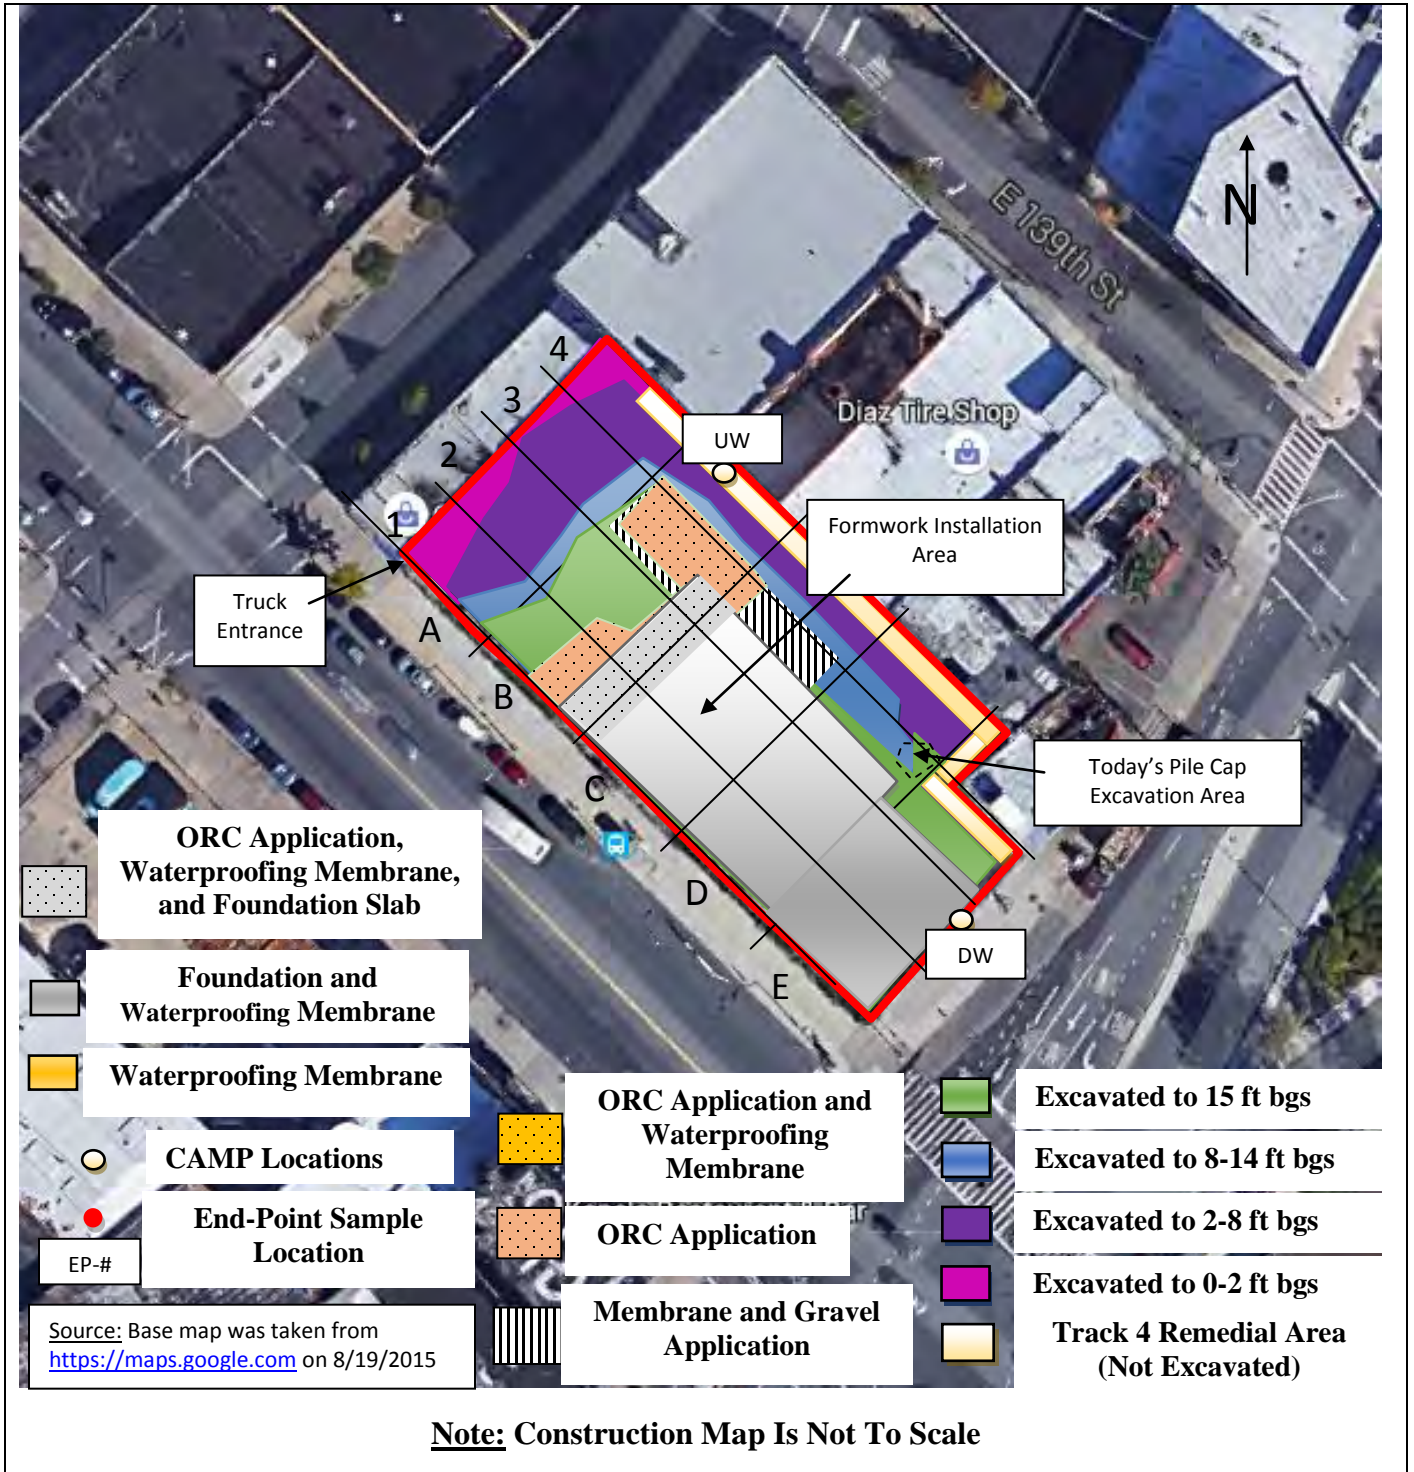 E 139th St
N
4
3
Diaz Tire Shop
UW
2
Formwork Installation
Area
1
Truck
Entrance
A
B
Today's Pile Cap
Excavation Area
C
D
DW
E
ORC Application,
Waterproofing Membrane,
and Foundation Slab
Foundation and
Waterproofing Membrane
Waterproofing Membrane
CAMP Locations
End-Point Sample
Location
EP-#
Source: Base map was taken from
https://maps.google.com on 8/19/2015
ORC Application and
Waterproofing
Membrane
ORC Application
Membrane and Gravel
Application
Excavated to 15 ft bgs
Excavated to 8-14 ft bgs
Excavated to 2-8 ft bgs
Excavated to 0-2 ft bgs
Track 4 Remedial Area
(Not Excavated)
Note: Construction Map Is Not To Scale